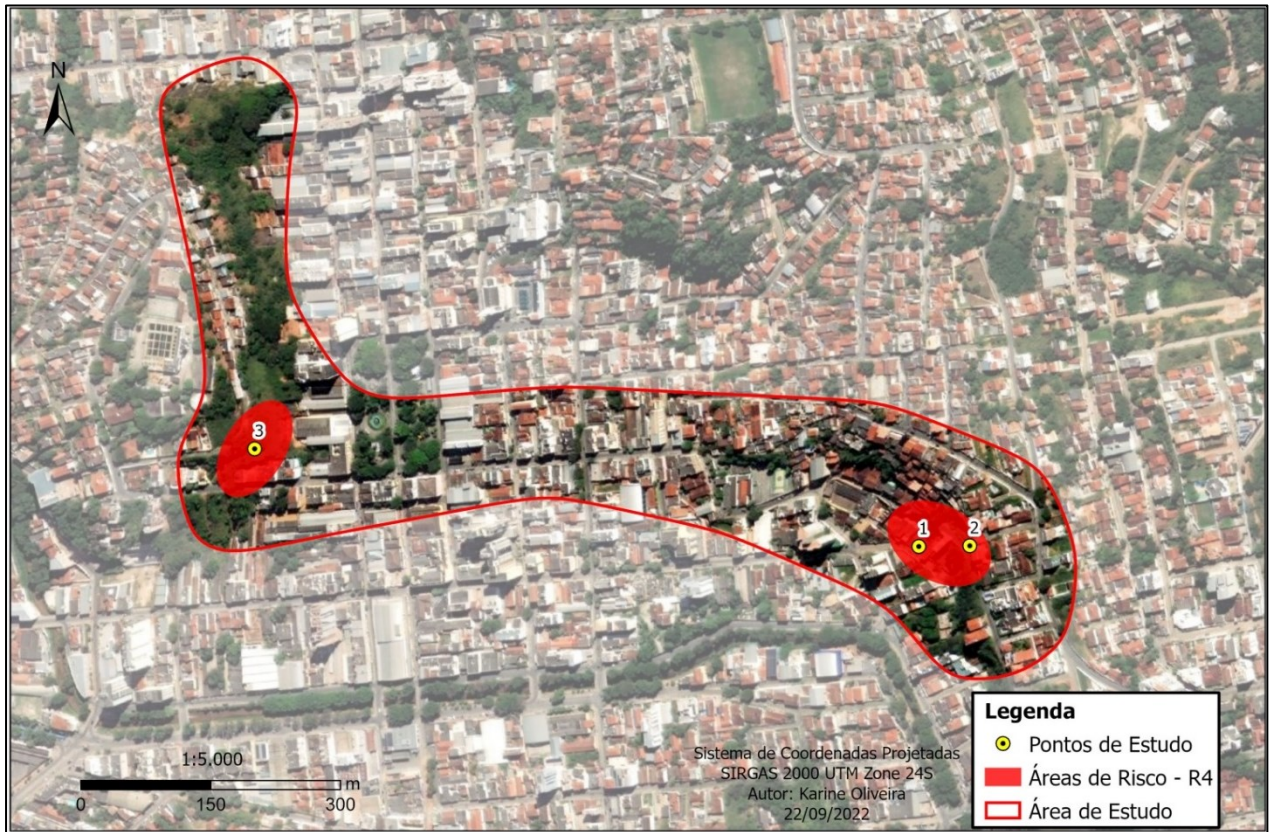 N
3
1
2
1:5,000
0 150 300 m
Sistema de Coordenadas Projetadas
SIRGAS 2000 UTM Zone 24S
Autor: Karine Oliveira
22/09/2022
Legenda
Pontos de Estudo
Áreas de Risco - R4
Área de Estudo